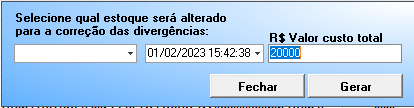 Selecione qual estoque será alterado
para a correção das divergências:
R$ Valor custo total
01/02/2023 15:42:38
20000
Fechar
Gerar